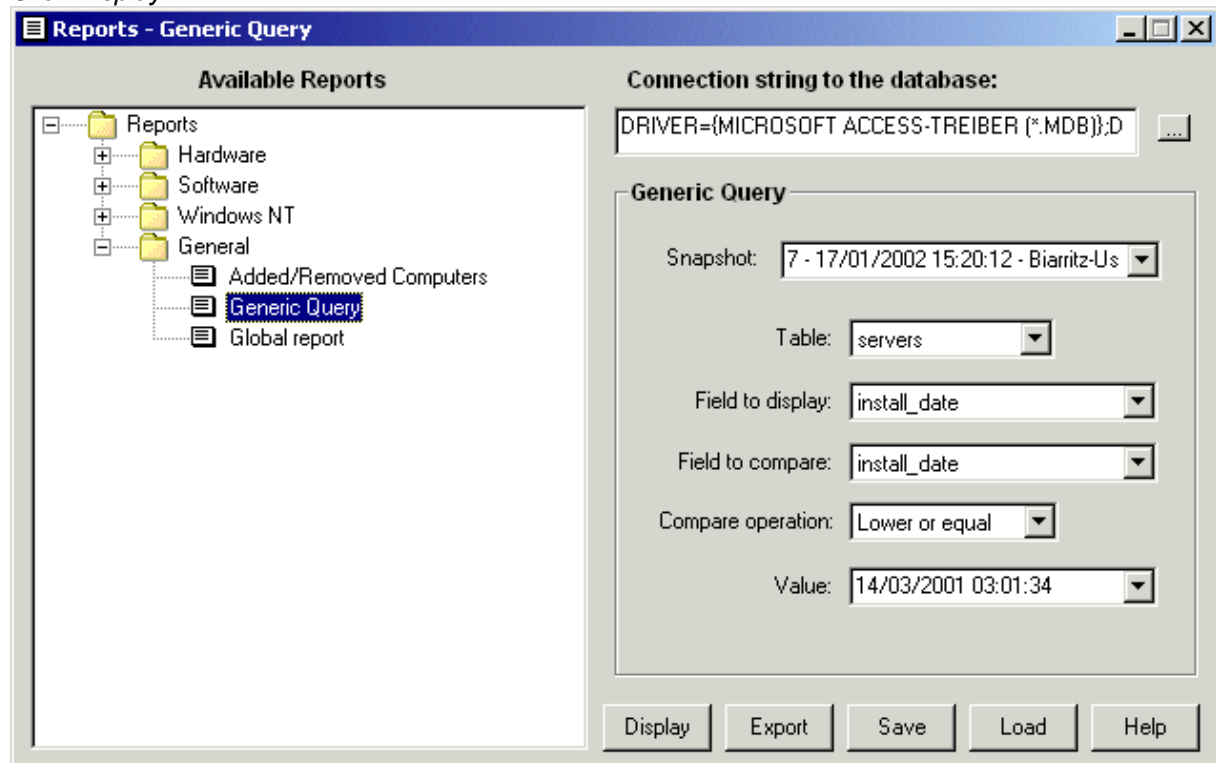 Reports - Generic Query
Available Reports
Reports
Hardware
Software
Windows NT
General
Added/Removed Computers
Generic Query
Global report
Connection string to the database:
DRIVER={MICROSOFT ACCESS-TREIBER (*.MDB)};D
...
Generic Query
Snapshot: 7 - 17/01/2002 15:20:12 - Biarritz-Us
Table: servers
Field to display: install_date
Field to compare: install_date
Compare operation: Lower or equal
Value: 14/03/2001 03:01:34
Display Export Save Load Help